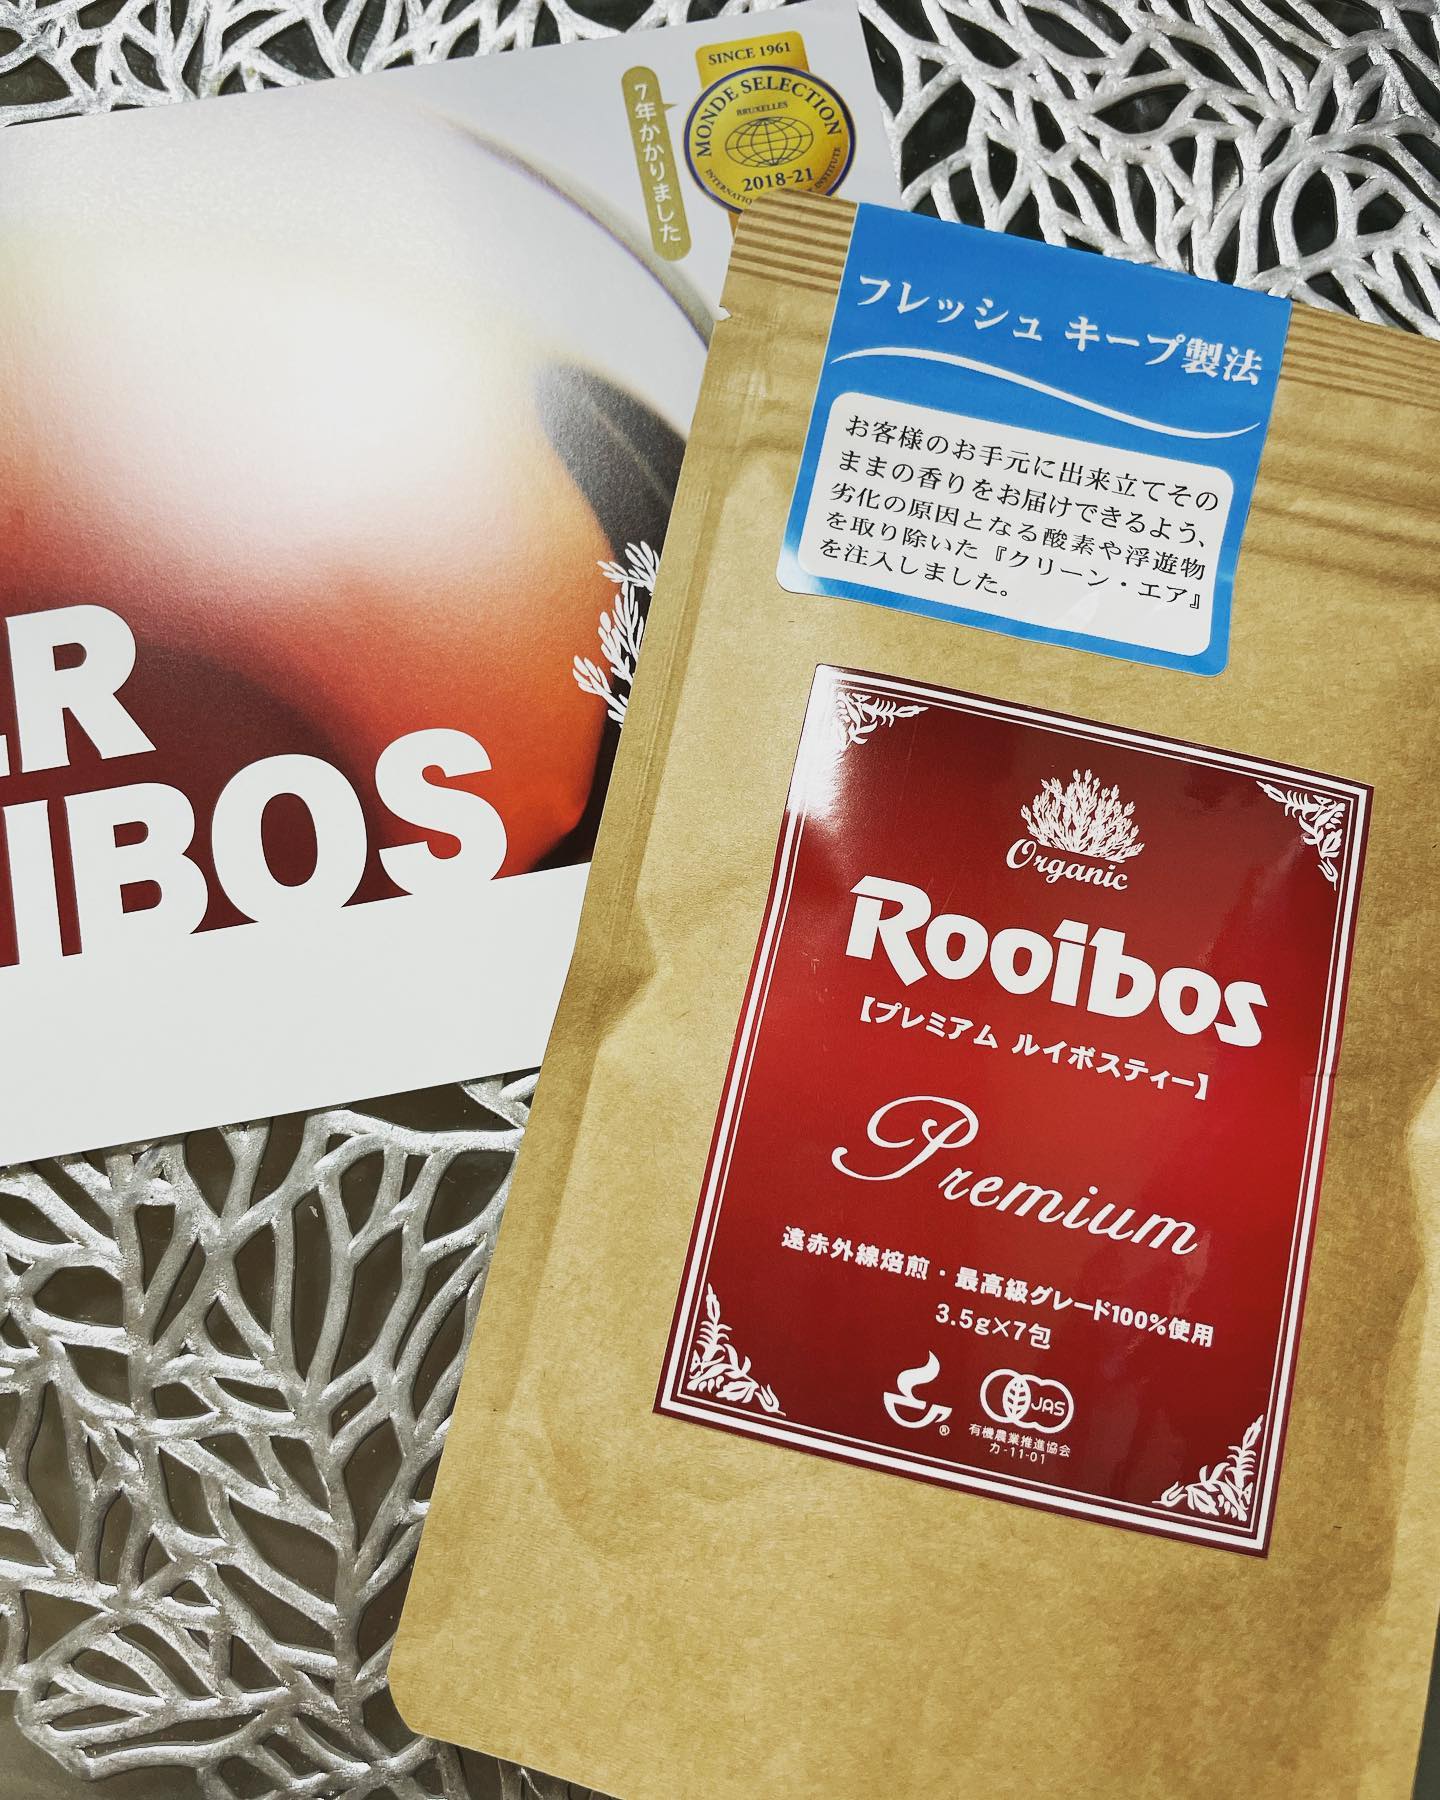 SINCE 1961
MONDE SELECTION
BRUXELLES
2018-21
7年かかりました
IBOS
フレッシュ キープ製法
お客様のお手元に出来立てその
ままの香りをお届けできるよう、
劣化の原因となる酸素や浮遊物
を取り除いた『クリーン・エア』
を注入しました。
Organic
Rooibos
【プレミアム ルイボスティー】
Premium
遠赤外線焙煎・最高級グレード100%使用
3.5g×7包
®
JAS
有機農業推進協会
カ-11-01